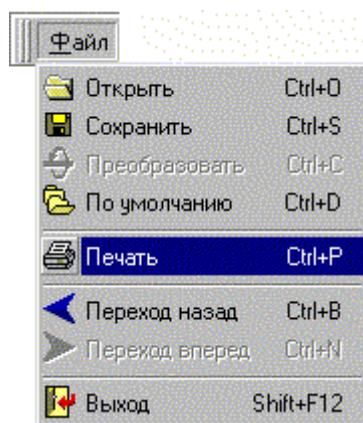 Файл
Открыть Ctrl+O
Сохранить Ctrl+S
Преобразовать Ctrl+C
По умолчанию Ctrl+D
Печать Ctrl+P
Переход назад Ctrl+B
Переход вперед Ctrl+N
Выход Shift+F12